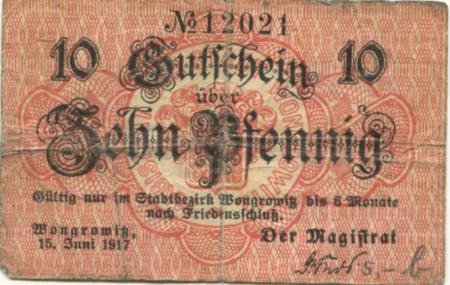 № 12021
10 Gutschein 10
über
Zehn Pfennig
Gültig nur im Stadtbezirk Wongrowitz bis 6 Monate
nach Friedensschluß.
Wongrowitz,
15. Juni 1917
Der Magistrat